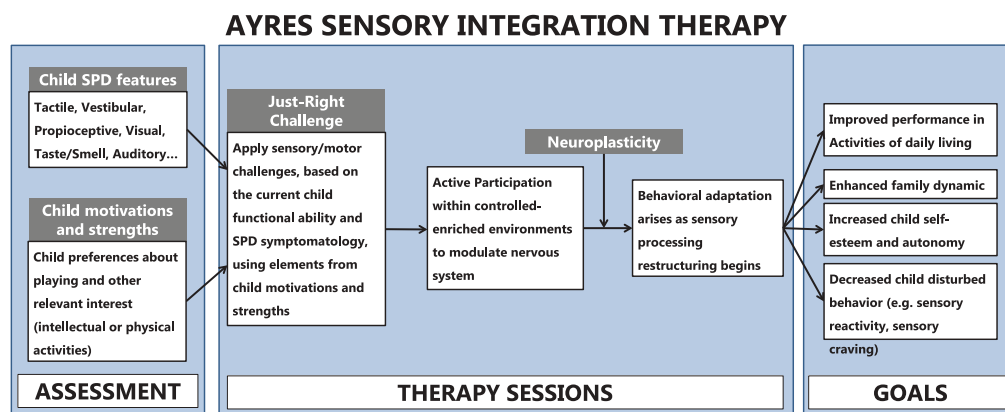 AYRES SENSORY INTEGRATION THERAPY
Child SPD features
Tactile, Vestibular,
Propioceptive, Visual,
Taste/Smell, Auditory...
Child motivations
and strengths
Child preferences about
playing and other
relevant interest
(intellectual or physical
activities)
ASSESSMENT
Just-Right
Challenge
Apply sensory/motor
challenges, based on
the current child
functional ability and
SPD symptomatology,
using elements from
child motivations and
strengths
Active Participation
within controlled-
enriched environments
to modulate nervous
system
Neuroplasticity
Behavioral adaptation
arises as sensory
processing
restructuring begins
THERAPY SESSIONS
Improved performance in
Activities of daily living
Enhanced family dynamic
Increased child self-
esteem and autonomy
Decreased child disturbed
behavior (e.g. sensory
reactivity, sensory
craving)
GOALS